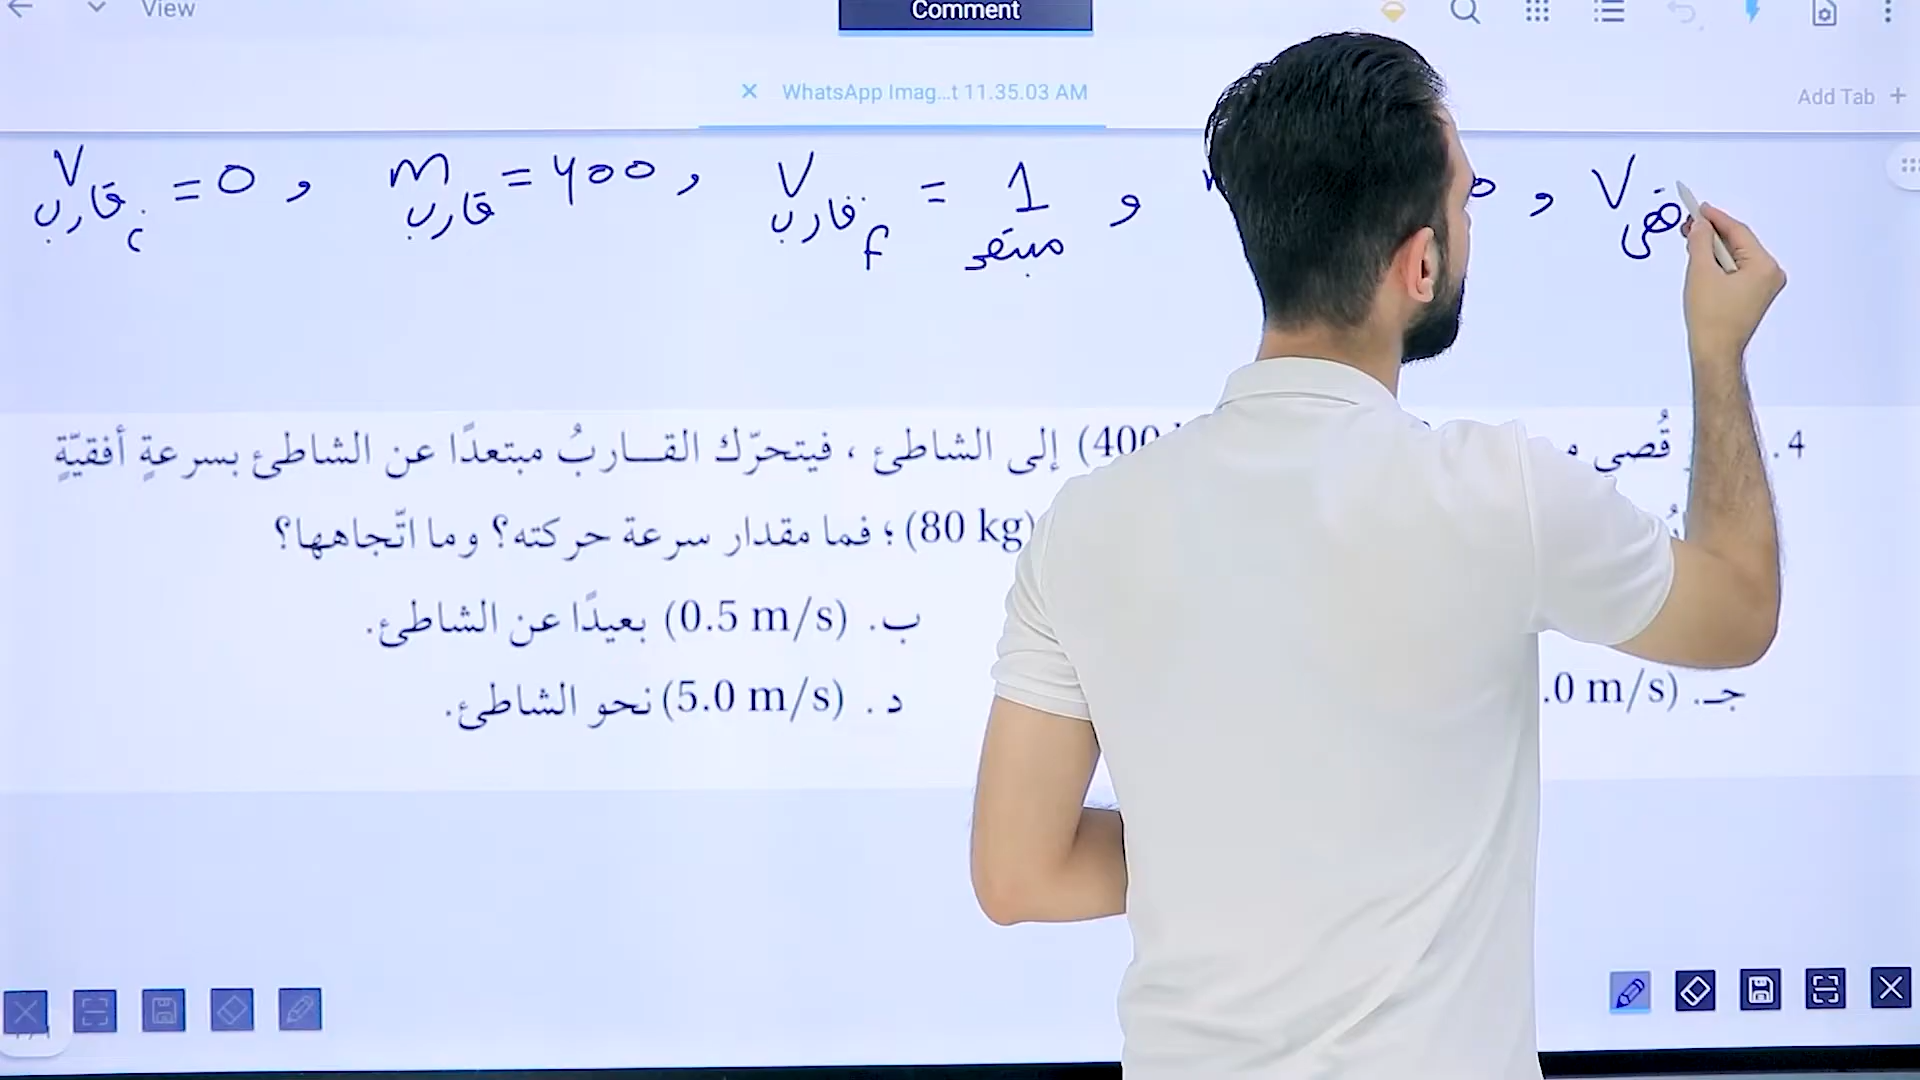 View
Comment
WhatsApp Imag...t 11.35.03 AM
Add Tab +
V قارب i = 0 , m قارب = 400 , V قارب f = 1 مبتعد , , V
4. قُصي (400 إلى الشاطئ ، فيتحرّك القـــاربُ مبتعدًا عن الشاطئ بسرعةٍ أفقيّةٍ
(80 kg) ؛ فما مقدار سرعة حركته؟ وما اتّجاهها؟
ب. (0.5 m/s) بعيدًا عن الشاطئ.
جـ. .0 m/s)
د. (5.0 m/s) نحو الشاطئ.